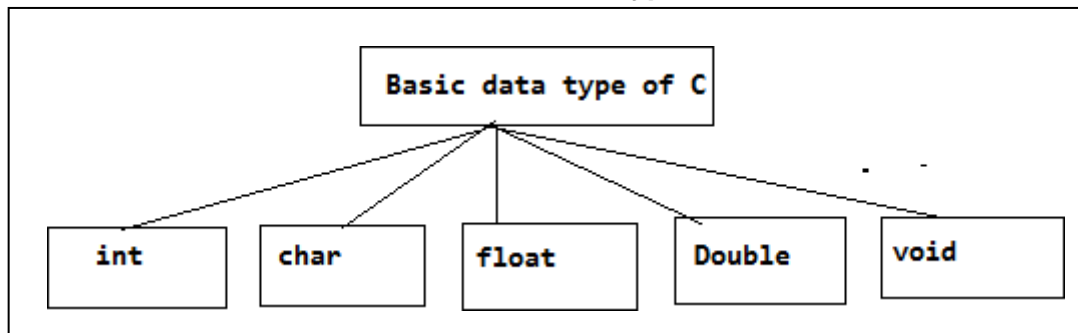 Basic data type of C
int
char
float
Double
void